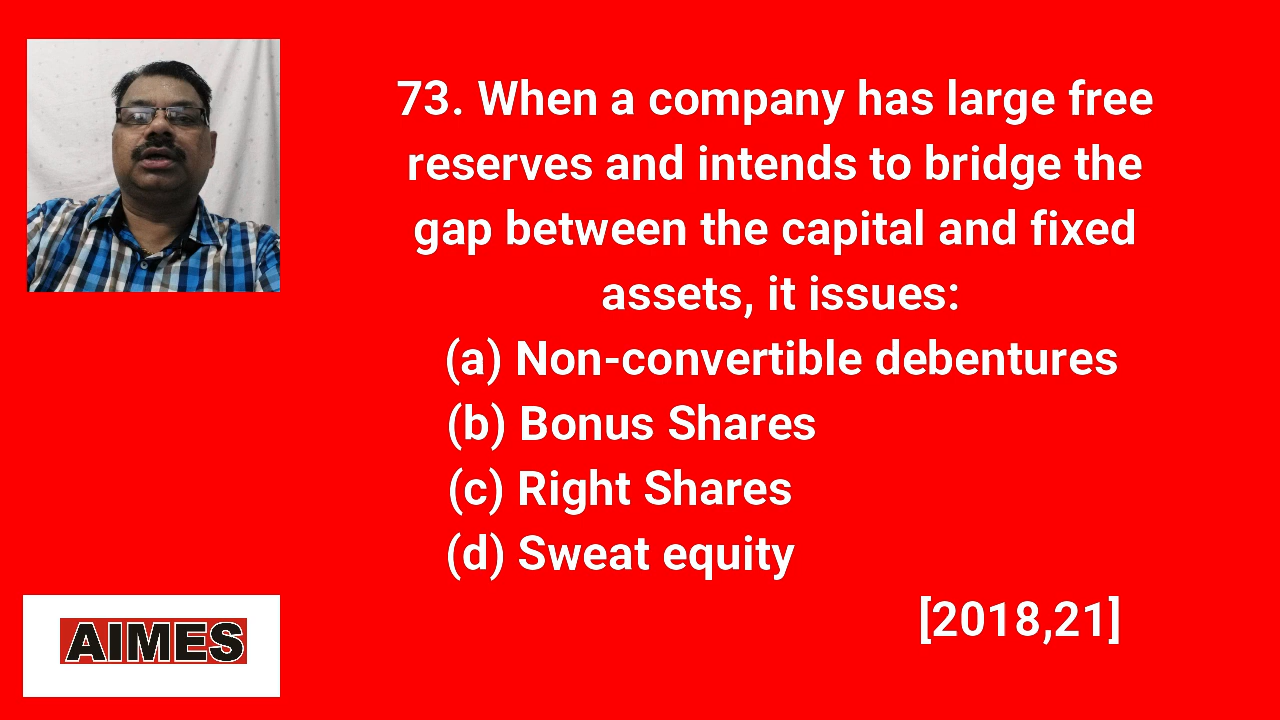 73. When a company has large free
reserves and intends to bridge the
gap between the capital and fixed
assets, it issues:
(a) Non-convertible debentures
(b) Bonus Shares
(c) Right Shares
(d) Sweat equity
[2018,21]
AIMES